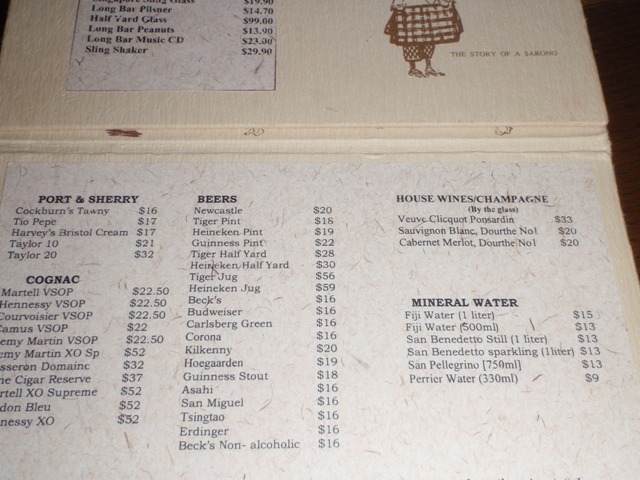 Singapore Sling Glass $19.90
Long Bar Pilsner $14.70
Half Yard Glass $99.60
Long Bar Peanuts $13.90
Long Bar Music CD $23.00
Sling Shaker $29.90
THE STORY OF A SARONG
PORT & SHERRY
Cockburn's Tawny $16
Tio Pepe $17
Harvey's Bristol Cream $17
Taylor 10 $21
Taylor 20 $32
COGNAC
Martell VSOP $22.50
Hennessy VSOP $22.50
Courvoisier VSOP $22.50
Camus VSOP $22
emy Martin VSOP $22.50
emy Martin XO Sp $52
asseron Domainc $32
ne Cigar Reserve $37
rtell XO Supreme $52
don Bleu $52
nessy XO $52
BEERS
Newcastle $20
Tiger Pint $18
Heineken Pint $19
Guinness Pint $22
Tiger Half Yard $28
Heineken Half Yard $30
Tiger Jug $56
Heineken Jug $59
Beck's $16
Budweiser $16
Carlsberg Green $16
Corona $16
Kilkenny $20
Hoegaarden $19
Guinness Stout $18
Asahi $16
San Miguel $16
Tsingtao $16
Erdinger $16
Beck's Non- alcoholic $16
HOUSE WINES/CHAMPAGNE
(By the glass)
Veuve Clicquot Ponsardin $33
Sauvignon Blanc, Dourthe No1 $20
Cabernet Merlot, Dourthe No1 $20
MINERAL WATER
Fiji Water (1 liter) $15
Fiji Water (500ml) $13
San Benedetto Still (1 liter) $13
San Benedetto sparkling (1liter) $13
San Pellegrino [750ml] $13
Perrier Water (330ml) $9